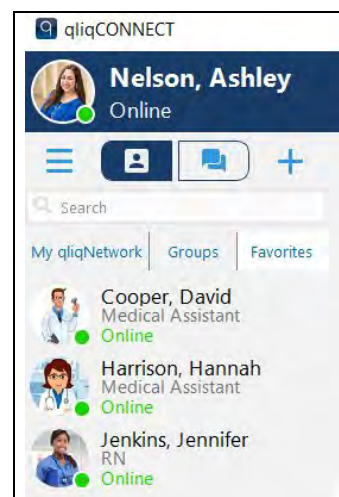 qliqCONNECT
Nelson, Ashley
Online
Search
My qliqNetwork Groups Favorites
Cooper, David
Medical Assistant
Online
Harrison, Hannah
Medical Assistant
Online
Jenkins, Jennifer
RN
Online